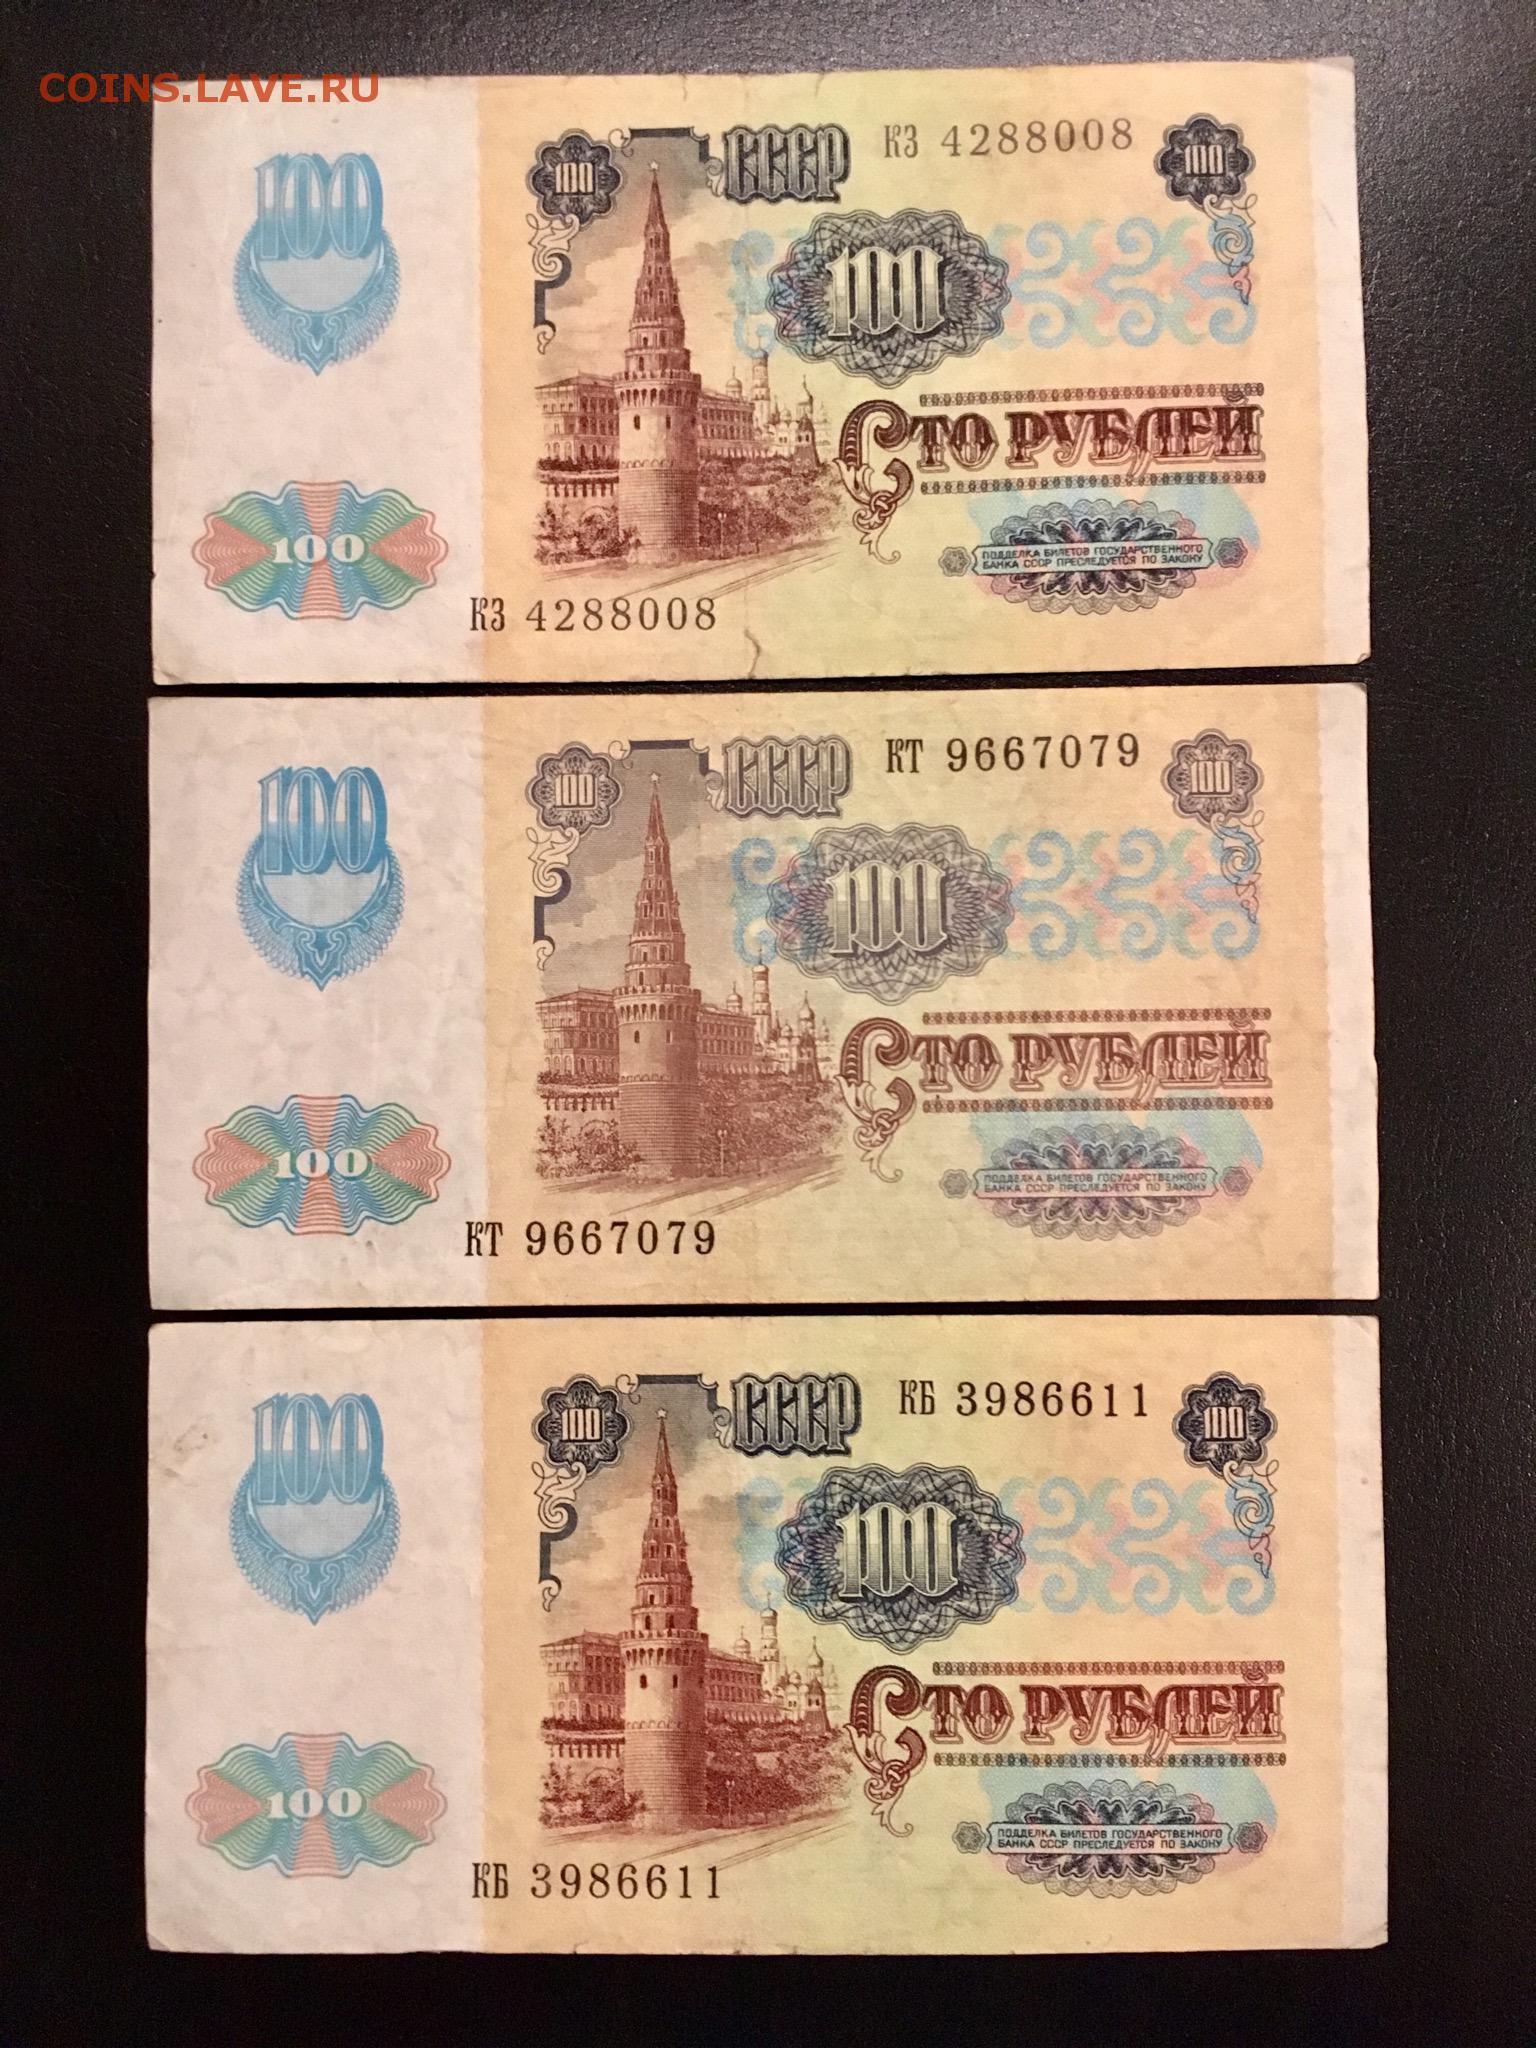 COINS.LAVE.RU
100
100 СССР КЗ 4288008 100
100
СТО РУБЛЕЙ
100
ПОДДЕЛКА БИЛЕТОВ ГОСУДАРСТВЕННОГО
БАНКА СССР ПРЕСЛЕДУЕТСЯ ПО ЗАКОНУ
КЗ 4288008
100
100 СССР КТ 9667079 100
100
СТО РУБЛЕЙ
100
ПОДДЕЛКА БИЛЕТОВ ГОСУДАРСТВЕННОГО
БАНКА СССР ПРЕСЛЕДУЕТСЯ ПО ЗАКОНУ
КТ 9667079
100
100 СССР КБ 3986611 100
100
СТО РУБЛЕЙ
100
ПОДДЕЛКА БИЛЕТОВ ГОСУДАРСТВЕННОГО
БАНКА СССР ПРЕСЛЕДУЕТСЯ ПО ЗАКОНУ
КБ 3986611